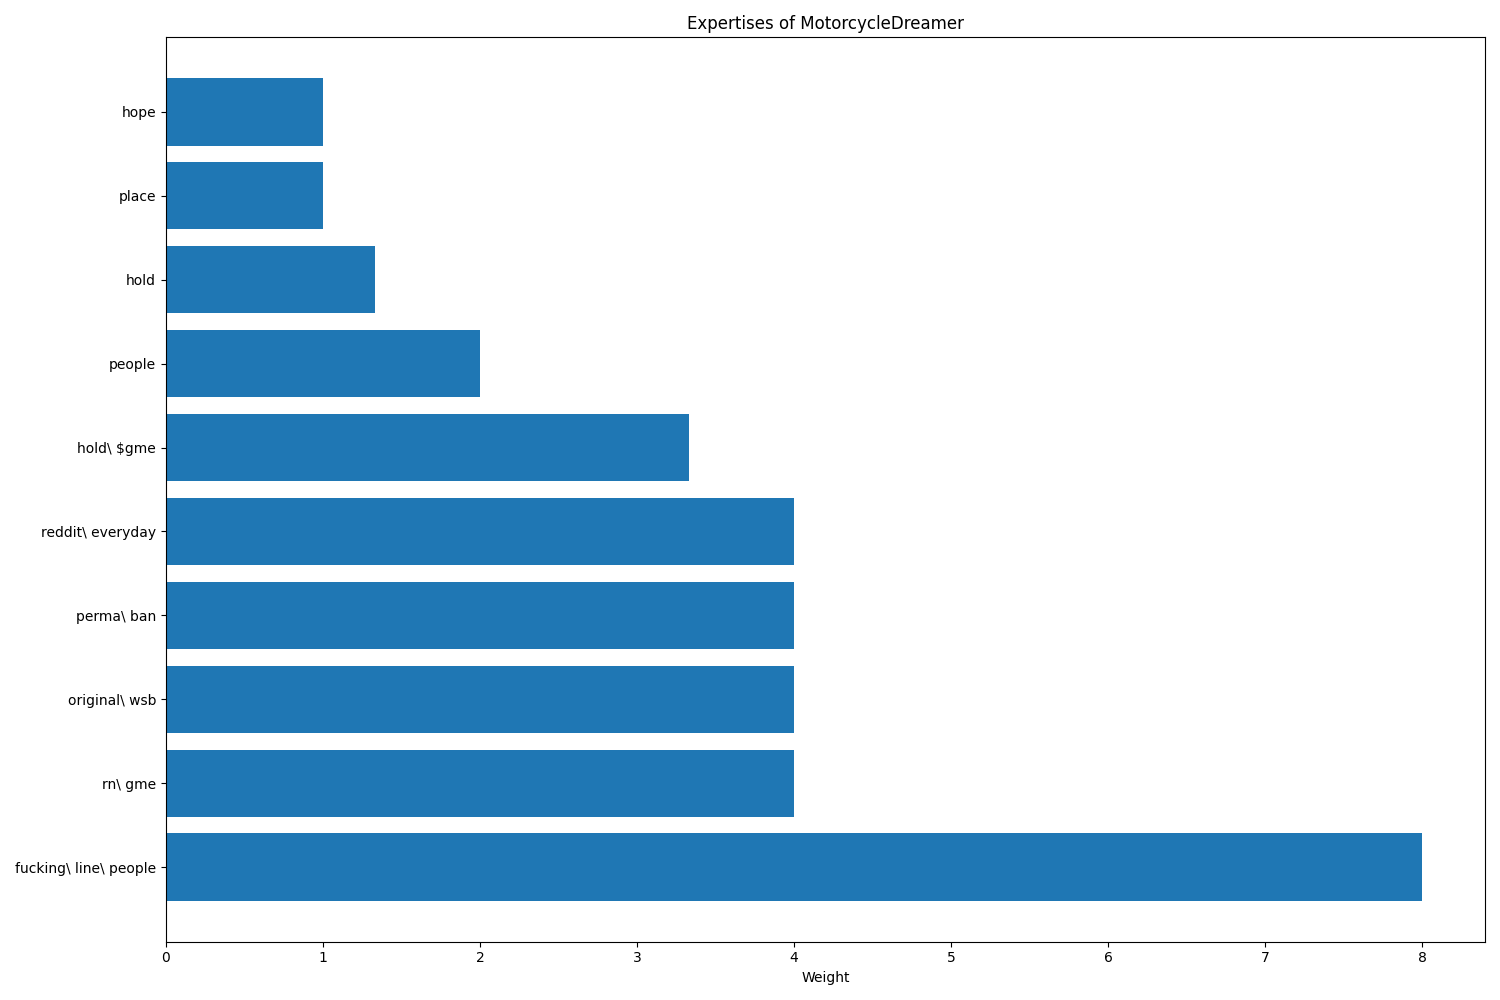 Expertises of MotorcycleDreamer
hope
place
hold
people
hold\ $gme
reddit\ everyday
perma\ ban
original\ wsb
rn\ gme
fucking\ line\ people
0 1 2 3 4 5 6 7 8
Weight